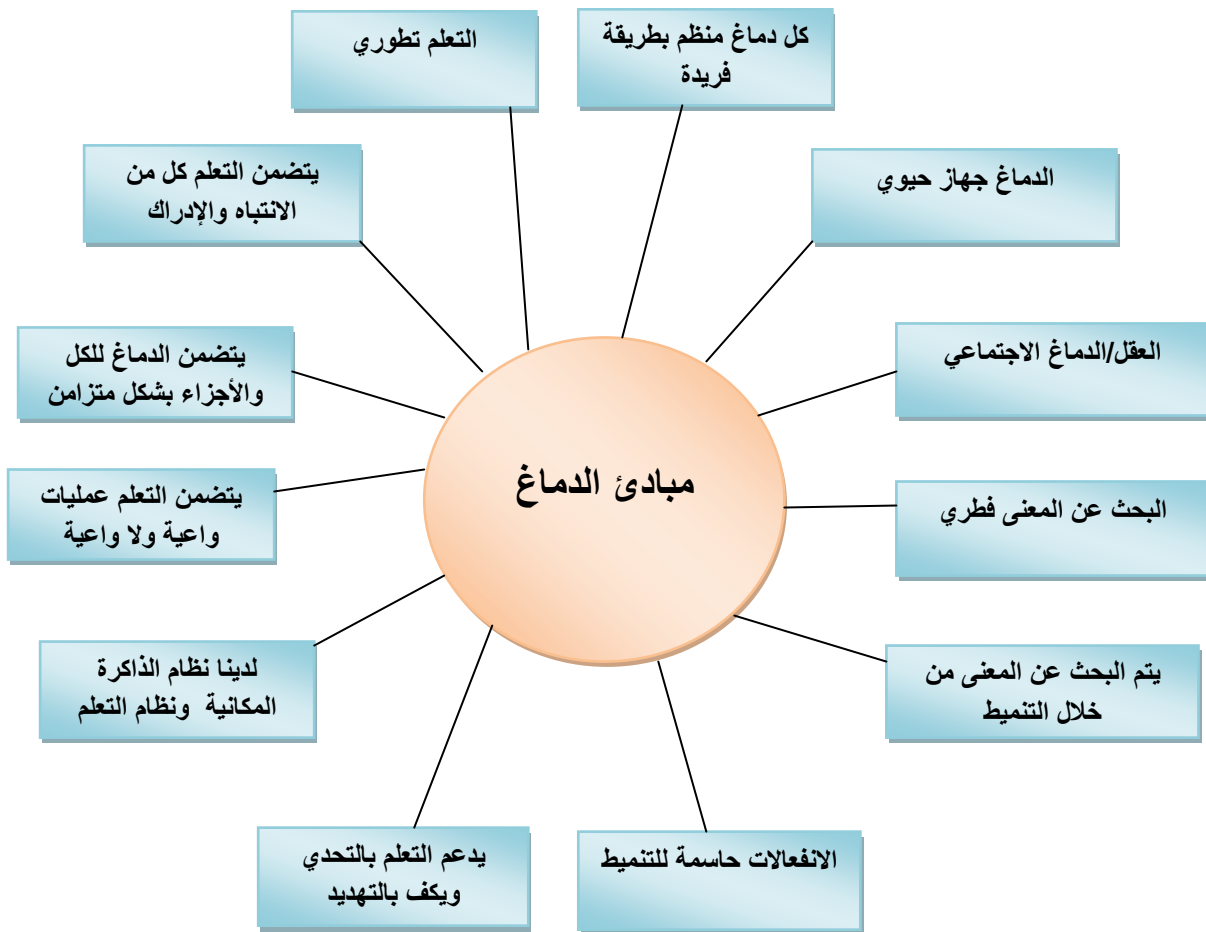 كل دماغ منظم بطريقة
فريدة
التعلم تطوري
الدماغ جهاز حيوي
يتضمن التعلم كل من
الانتباه والإدراك
العقل/الدماغ الاجتماعي
يتضمن الدماغ للكل
والأجزاء بشكل متزامن
مبادئ الدماغ
البحث عن المعنى فطري
يتضمن التعلم عمليات
واعية ولا واعية
يتم البحث عن المعنى من
خلال التنميط
لدينا نظام الذاكرة
المكانية ونظام التعلم
الانفعالات حاسمة للتنميط
يدعم التعلم بالتحدي
ويكف بالتهديد